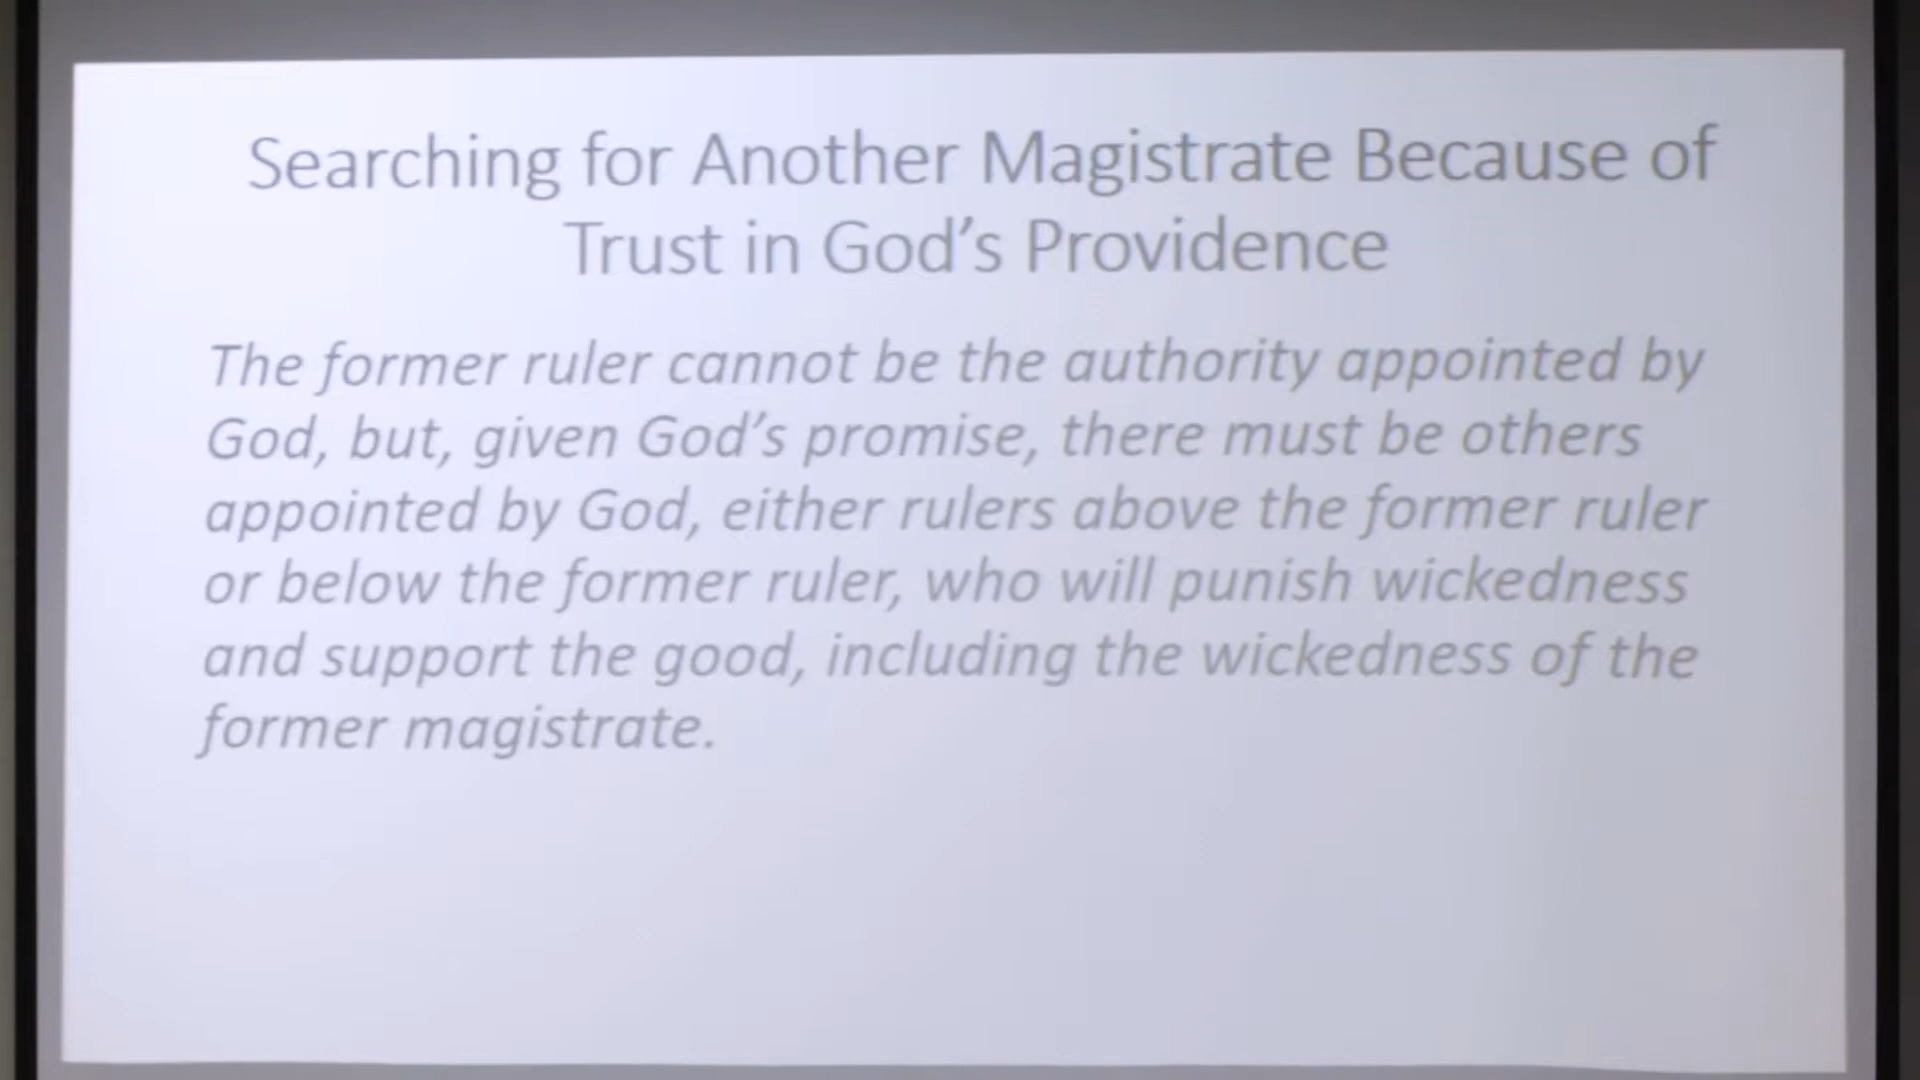 Searching for Another Magistrate Because of
Trust in God's Providence
The former ruler cannot be the authority appointed by
God, but, given God's promise, there must be others
appointed by God, either rulers above the former ruler
or below the former ruler, who will punish wickedness
and support the good, including the wickedness of the
former magistrate.